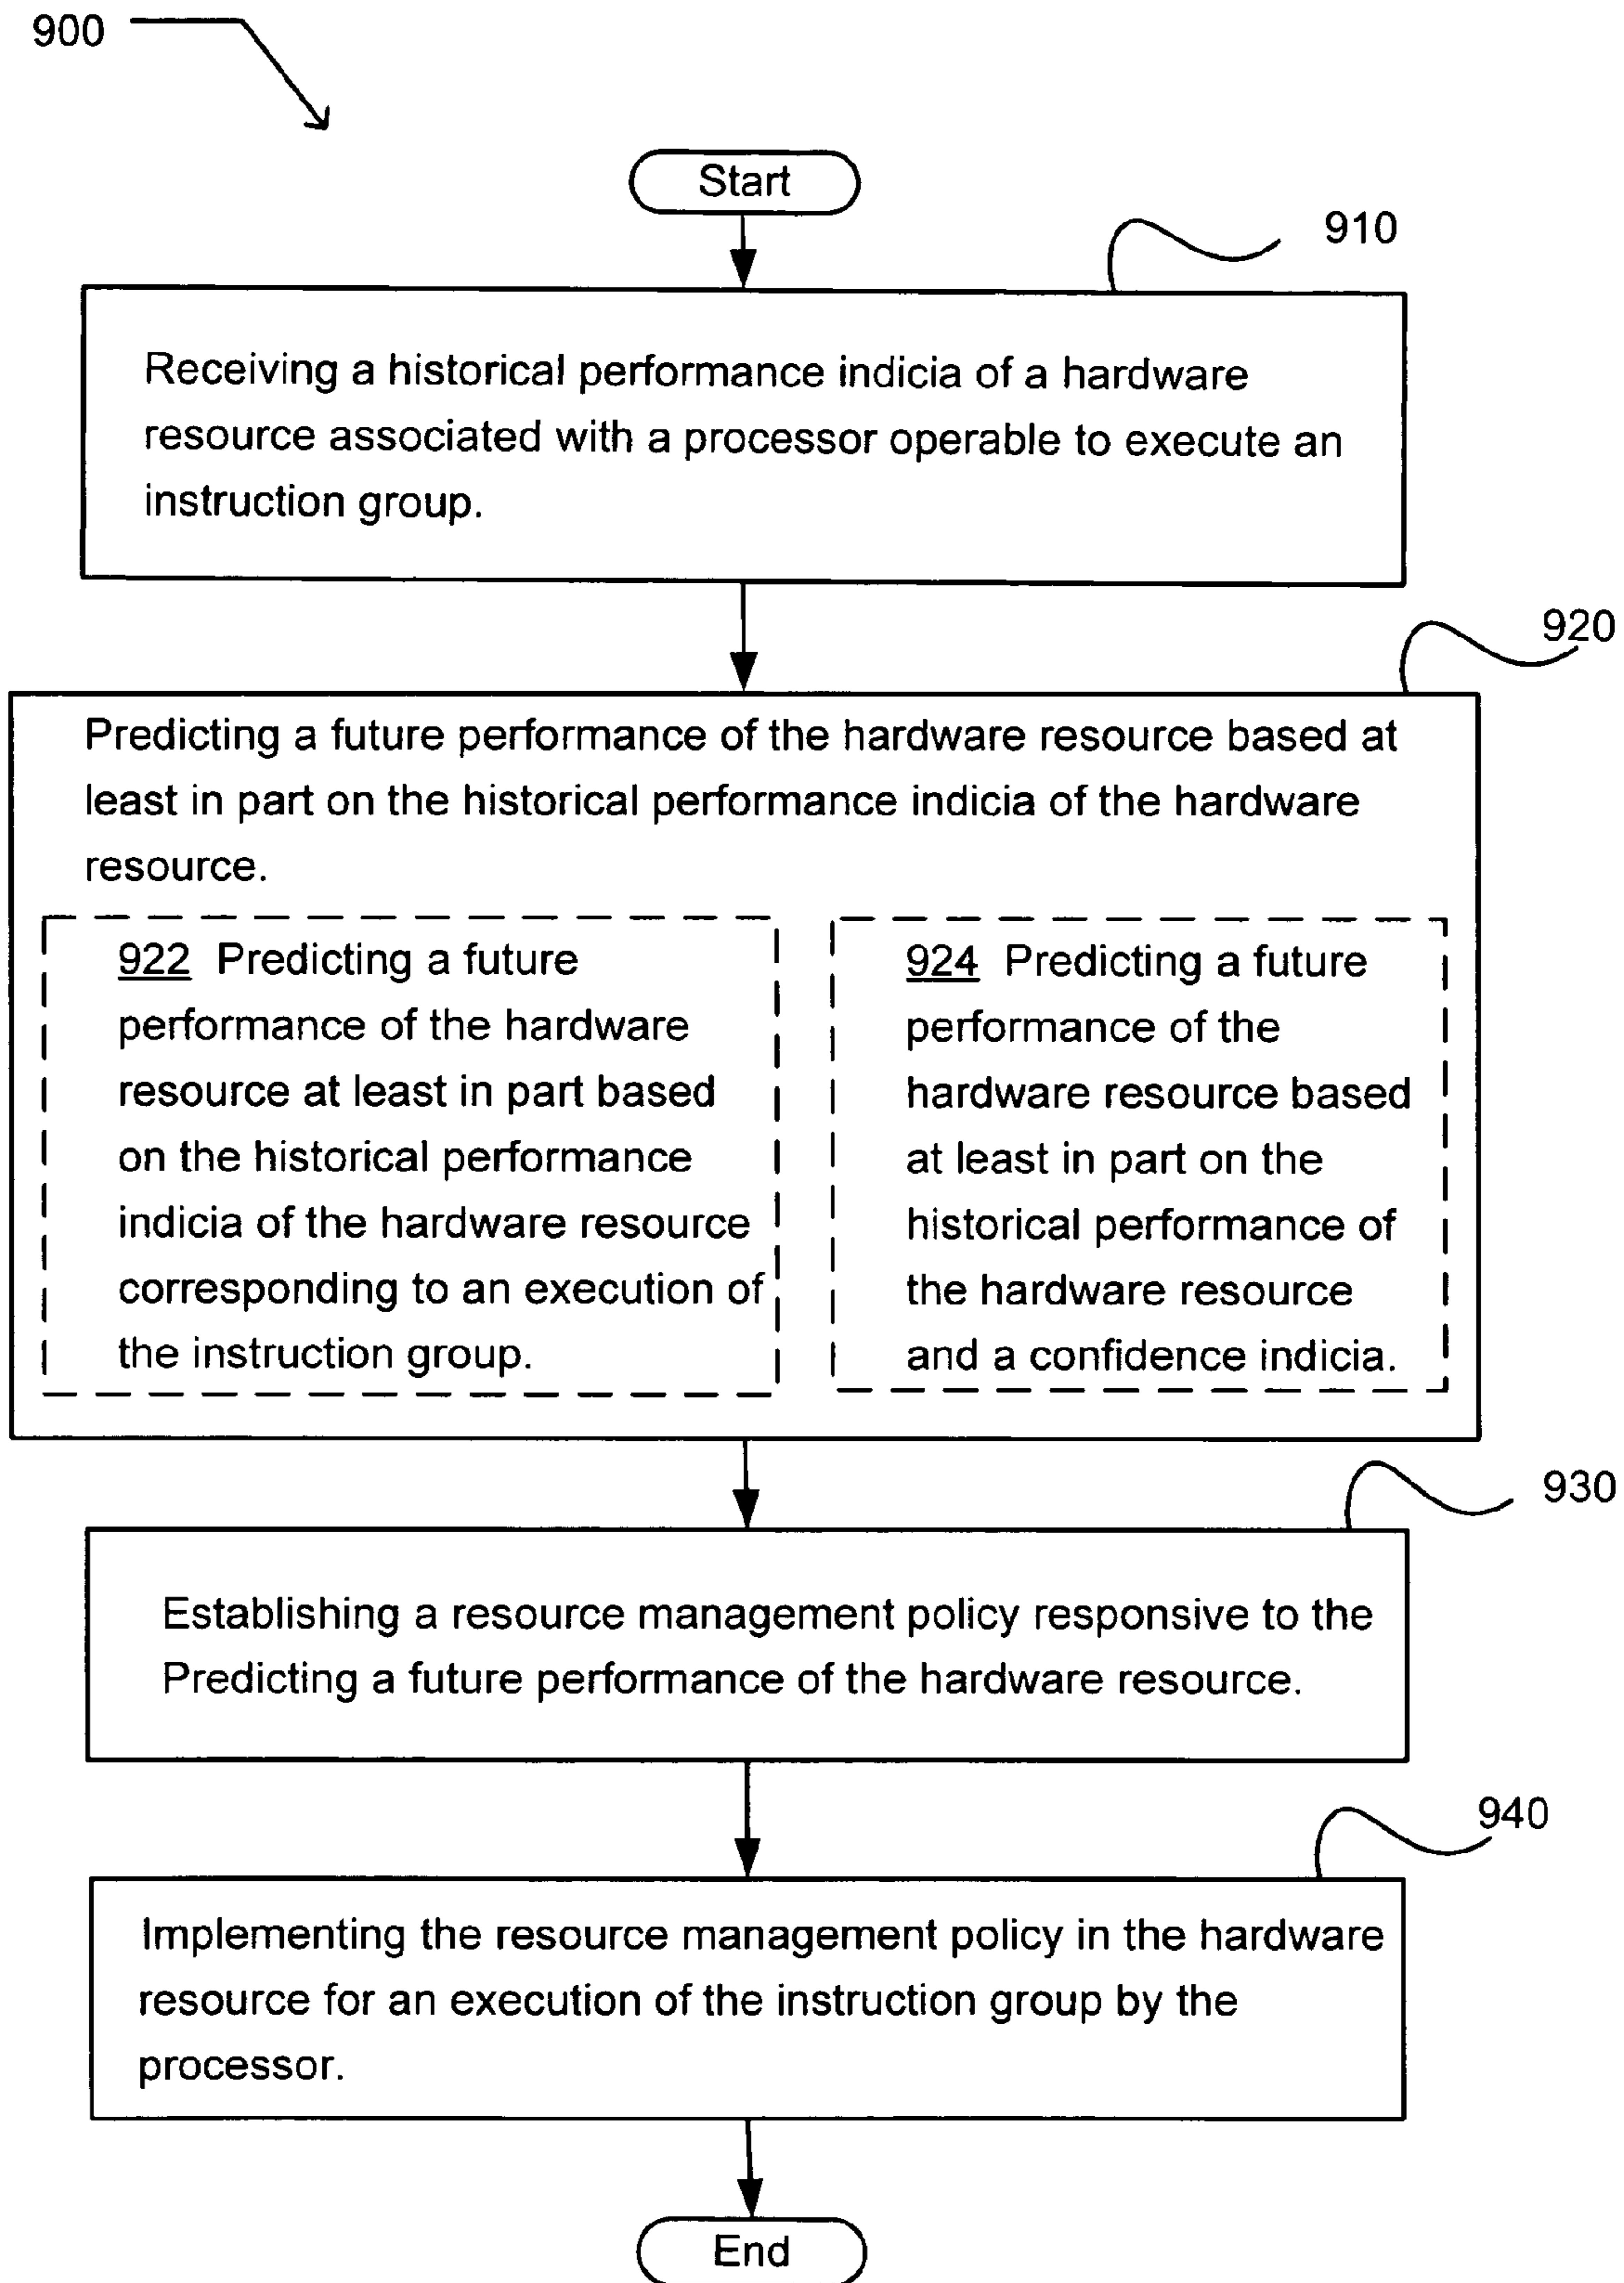 900
Start
910
Receiving a historical performance indicia of a hardware
resource associated with a processor operable to execute an
instruction group.
920
Predicting a future performance of the hardware resource based at
least in part on the historical performance indicia of the hardware
resource.
922 Predicting a future
performance of the hardware
resource at least in part based
on the historical performance
indicia of the hardware resource
corresponding to an execution of
the instruction group.
924 Predicting a future
performance of the
hardware resource based
at least in part on the
historical performance of
the hardware resource
and a confidence indicia.
930
Establishing a resource management policy responsive to the
Predicting a future performance of the hardware resource.
940
Implementing the resource management policy in the hardware
resource for an execution of the instruction group by the
processor.
End